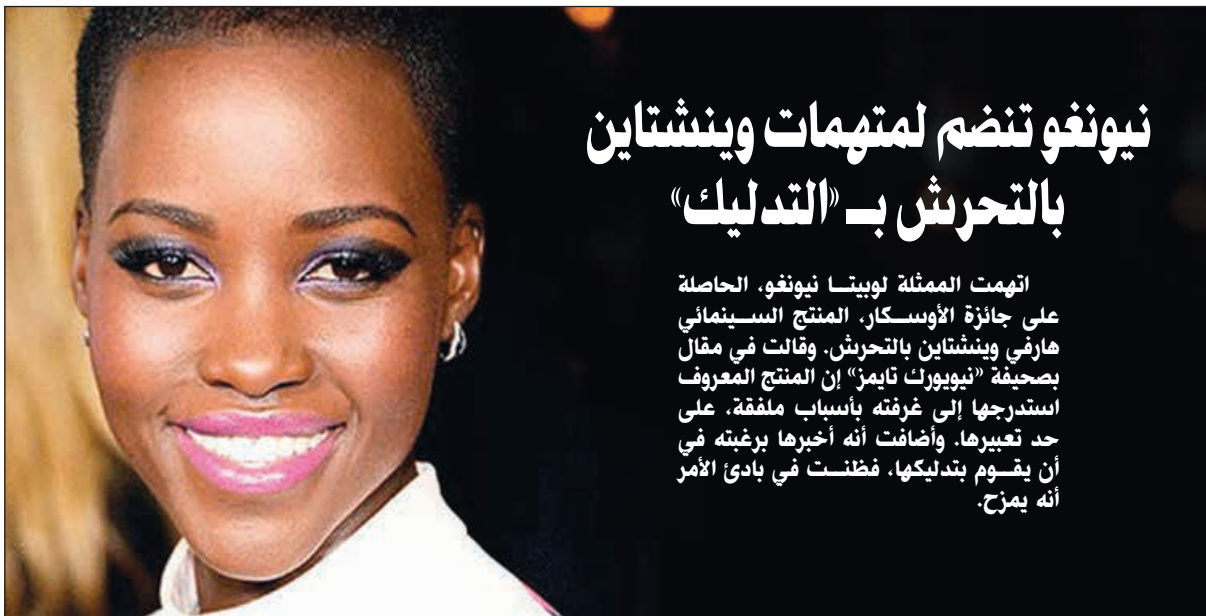 نيونغو تنضم لمتهمات وينشتاين
بالتحرش بـ «التدليك»
اتهمت الممثلة لوبيتا نيونغو، الحاصلة
على جائزة الأوسكار، المنتج السينمائي
هارفي وينشتاين بالتحرش. وقالت في مقال
بصحيفة «نيويورك تايمز» إن المنتج المعروف
استدرجها إلى غرفته بأسباب ملفقة، على
حد تعبيرها. وأضافت أنه أخبرها برغبته في
أن يقوم بتدليكها، فظنت في بادئ الأمر
أنه يمزح.